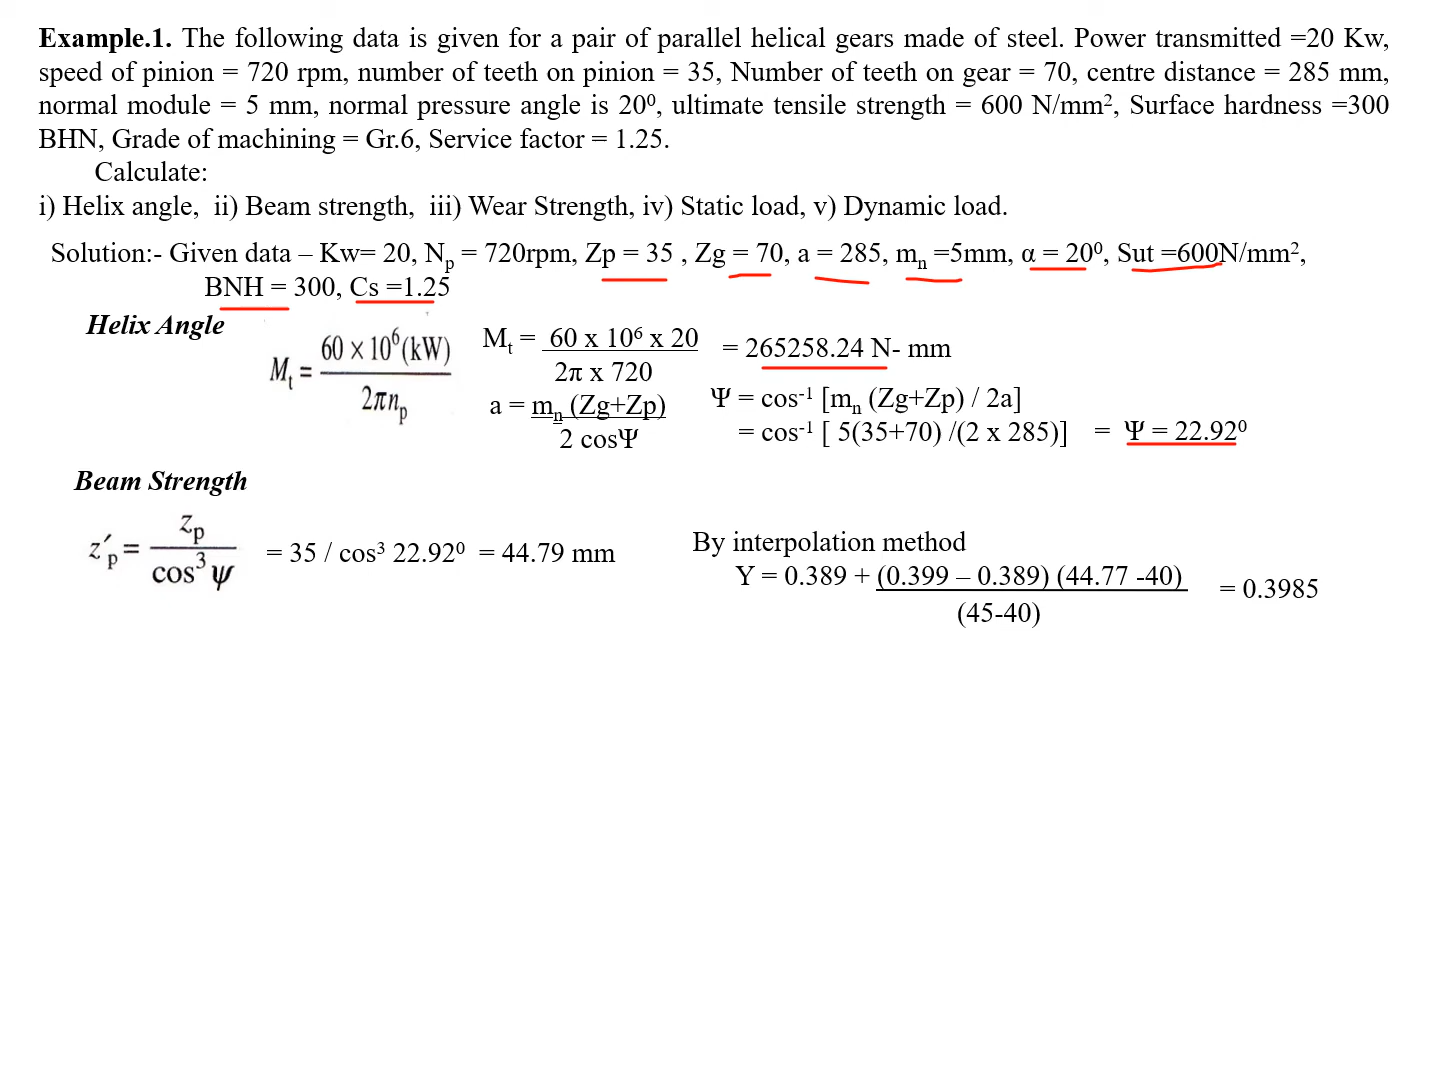 Example.1. The following data is given for a pair of parallel helical gears made of steel. Power transmitted =20 Kw,
speed of pinion = 720 rpm, number of teeth on pinion = 35, Number of teeth on gear = 70, centre distance = 285 mm,
normal module = 5 mm, normal pressure angle is 20⁰, ultimate tensile strength = 600 N/mm², Surface hardness =300
BHN, Grade of machining = Gr.6, Service factor = 1.25.
Calculate:
i) Helix angle, ii) Beam strength, iii) Wear Strength, iv) Static load, v) Dynamic load.
Solution:- Given data – Kw= 20, Np = 720rpm, Zp = 35 , Zg = 70, a = 285, mn =5mm, α = 20⁰, Sut =600N/mm²,
BNH = 300, Cs =1.25
Helix Angle
Mt = 60 × 10⁶(kW) / 2πnp
Mt = 60 x 10⁶ x 20 / 2π x 720 = 265258.24 N- mm
a = mn (Zg+Zp) / 2 cosΨ
Ψ = cos⁻¹ [mn (Zg+Zp) / 2a]
= cos⁻¹ [ 5(35+70) /(2 x 285)] = Ψ = 22.92⁰
Beam Strength
z′p = zp / cos³ ψ = 35 / cos³ 22.92⁰ = 44.79 mm
By interpolation method
Y = 0.389 + (0.399 – 0.389) (44.77 -40) / (45-40) = 0.3985